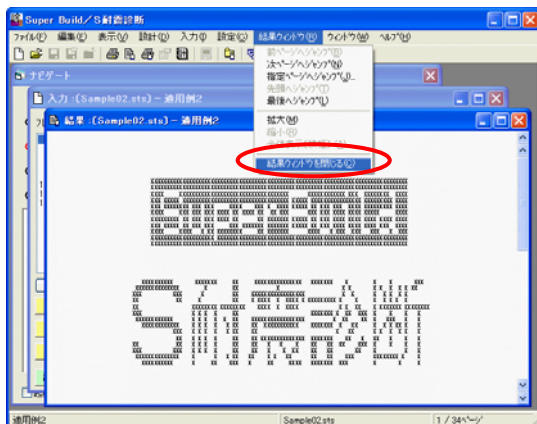 Super Build／S耐震診断
ファイル(F) 編集(E) 表示(V) 設計(D) 入力(I) 設定(C) 結果ウィンドウ(R) ウィンドウ(W) ヘルプ(H)
前ページへジャンプ(B)
次ページへジャンプ(N)
指定ページへジャンプ(J)...
先頭へジャンプ(T)
最後へジャンプ(L)
拡大(M)
縮小(R)
結果ウィンドウを閉じる(C)
ナビゲート
入力 :(Sample02.sts) － 適用例2
結果 :(Sample02.sts) － 適用例2
SuperBuild
S耐震診断
適用例2
Sample02.sts
1 / 34ページ